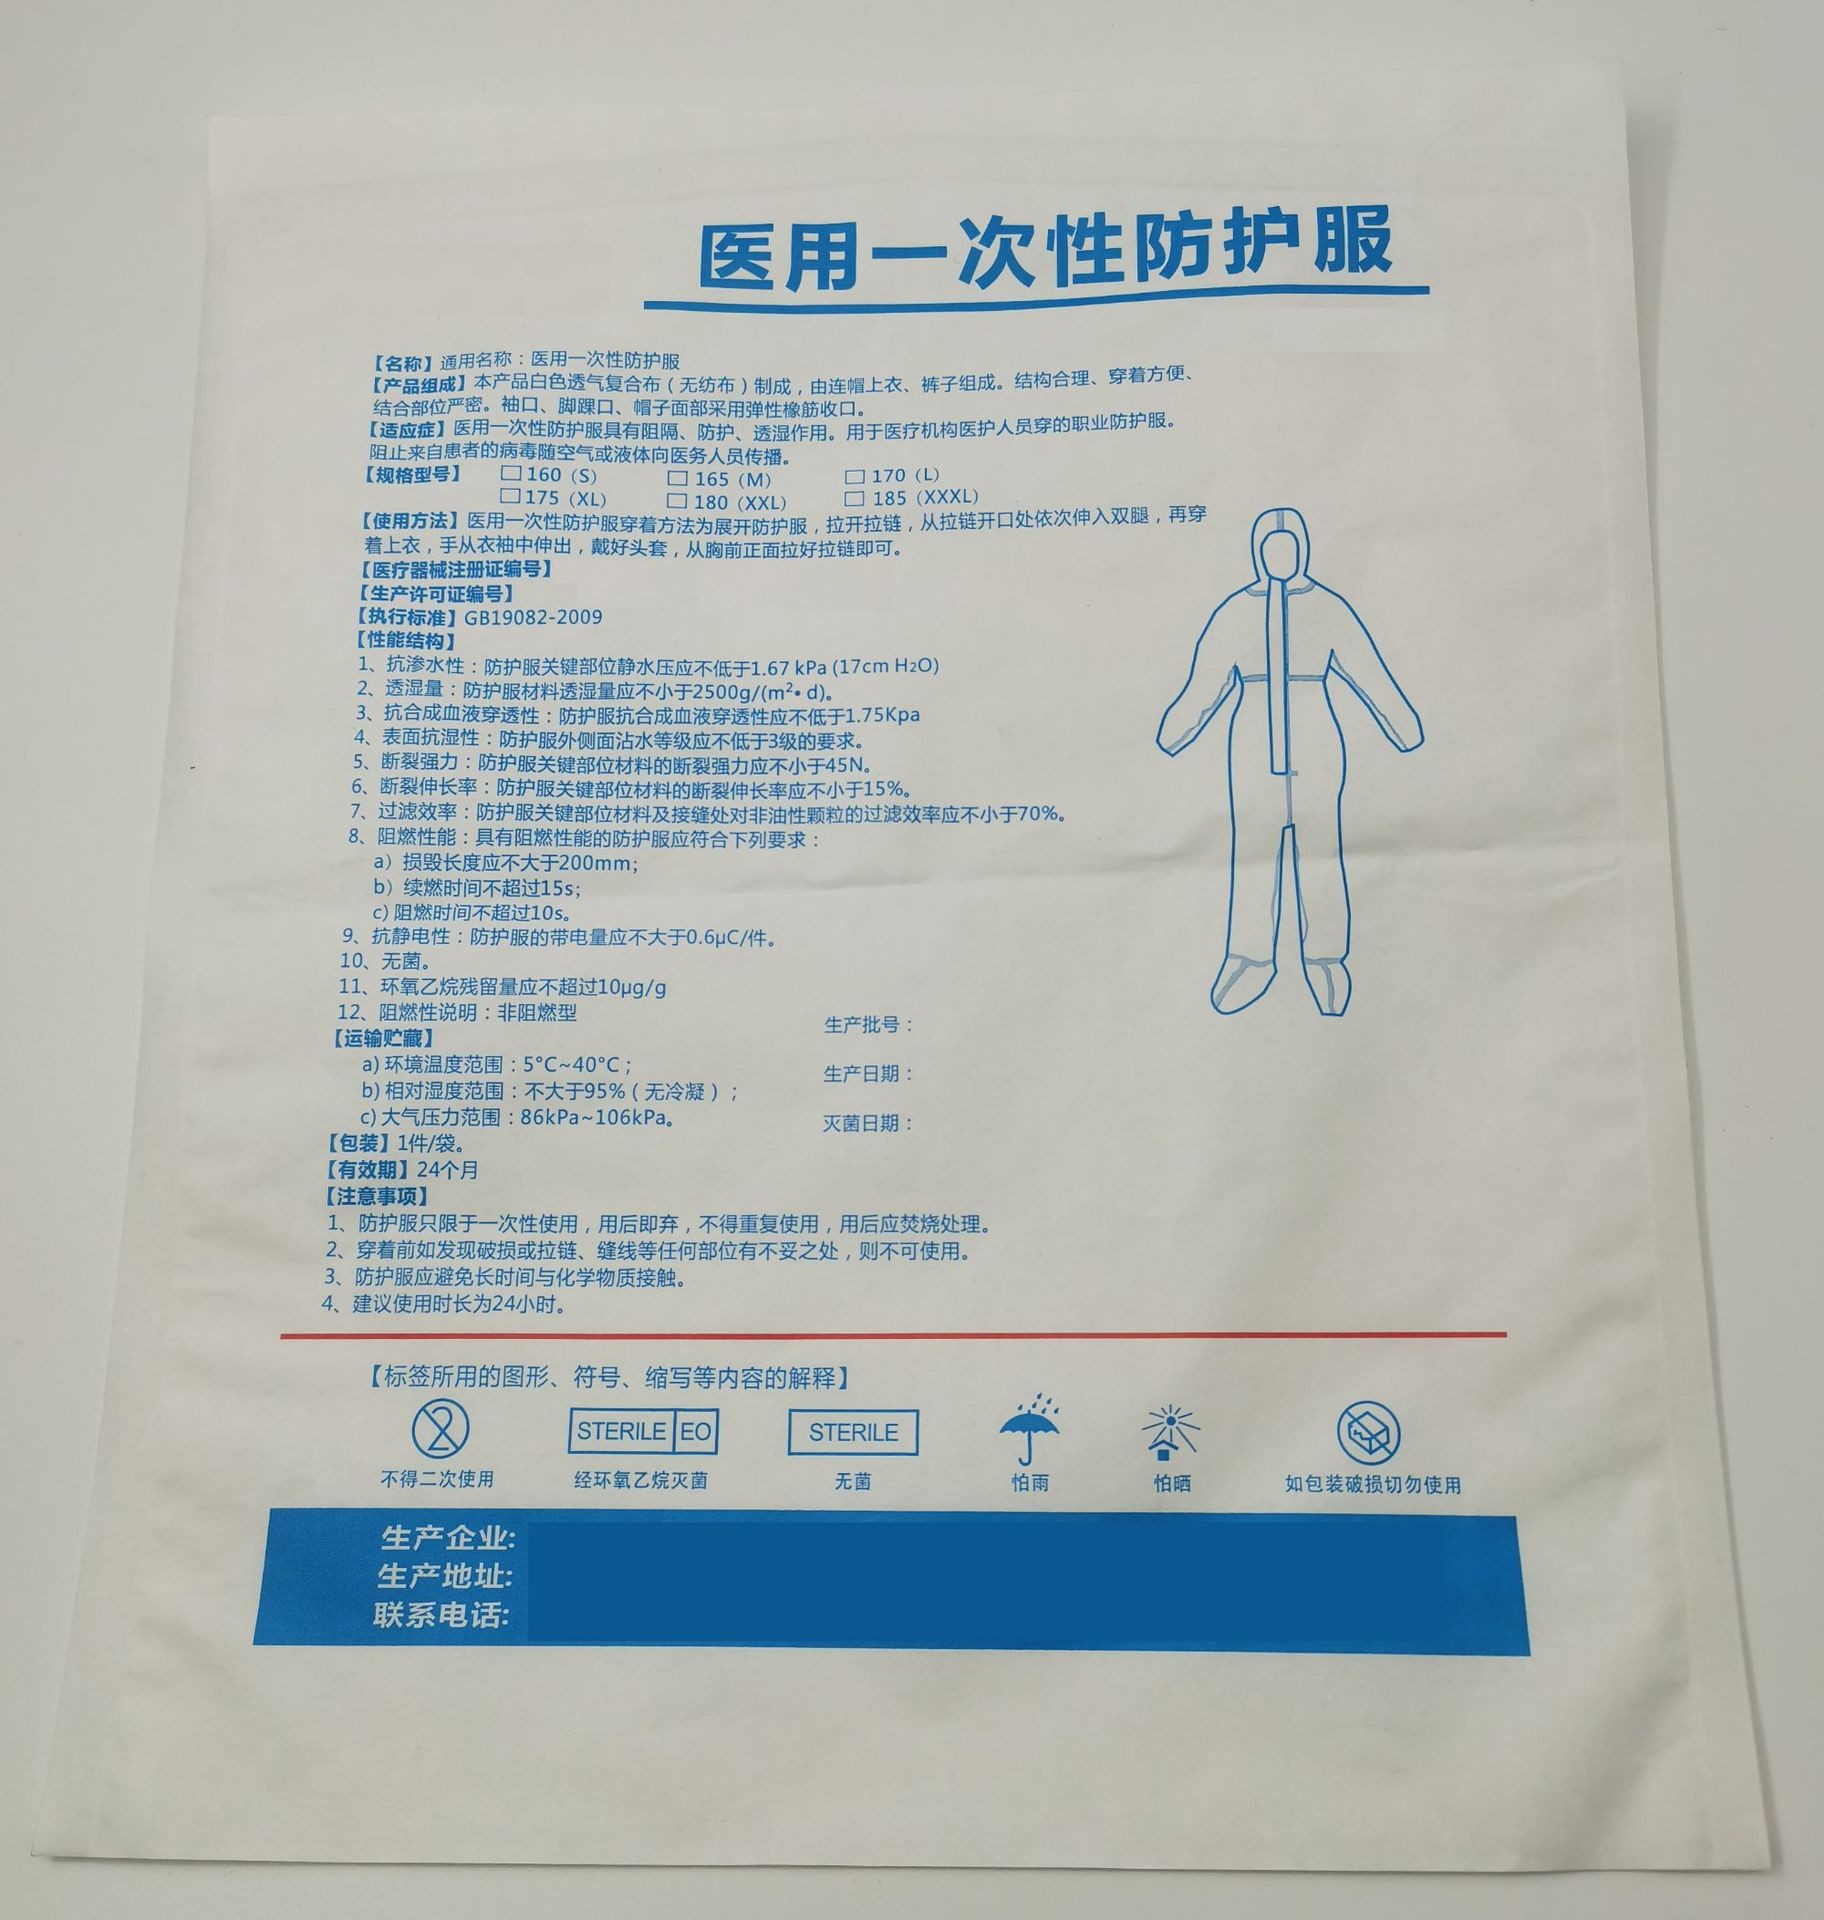 医用一次性防护服
【名称】通用名称：医用一次性防护服
【产品组成】本产品白色透气复合布（无纺布）制成，由连帽上衣、裤子组成。结构合理、穿着方便、
结合部位严密。袖口、脚踝口、帽子面部采用弹性橡筋收口。
【适应症】医用一次性防护服具有阻隔、防护、透湿作用。用于医疗机构医护人员穿的职业防护服。
阻止来自患者的病毒随空气或液体向医务人员传播。
【规格型号】 □ 160（S） □ 165（M） □ 170（L）
□ 175（XL） □ 180（XXL） □ 185（XXXL）
【使用方法】医用一次性防护服穿着方法为展开防护服，拉开拉链，从拉链开口处依次伸入双腿，再穿
着上衣，手从衣袖中伸出，戴好头套，从胸前正面拉好拉链即可。
【医疗器械注册证编号】
【生产许可证编号】
【执行标准】GB19082-2009
【性能结构】
1、抗渗水性：防护服关键部位静水压应不低于1.67 kPa (17cm H₂O)
2、透湿量：防护服材料透湿量应不小于2500g/(m²• d)。
3、抗合成血液穿透性：防护服抗合成血液穿透性应不低于1.75Kpa
4、表面抗湿性：防护服外侧面沾水等级应不低于3级的要求。
5、断裂强力：防护服关键部位材料的断裂强力应不小于45N。
6、断裂伸长率：防护服关键部位材料的断裂伸长率应不小于15%。
7、过滤效率：防护服关键部位材料及接缝处对非油性颗粒的过滤效率应不小于70%。
8、阻燃性能：具有阻燃性能的防护服应符合下列要求：
a）损毁长度应不大于200mm；
b）续燃时间不超过15s；
c) 阻燃时间不超过10s。
9、抗静电性：防护服的带电量应不大于0.6μC/件。
10、无菌。
11、环氧乙烷残留量应不超过10μg/g
12、阻燃性说明：非阻燃型
生产批号：
【运输贮藏】
a) 环境温度范围：5°C~40°C；
生产日期：
b) 相对湿度范围：不大于95%（无冷凝）；
c) 大气压力范围：86kPa~106kPa。
灭菌日期：
【包装】1件/袋。
【有效期】24个月
【注意事项】
1、防护服只限于一次性使用，用后即弃，不得重复使用，用后应焚烧处理。
2、穿着前如发现破损或拉链、缝线等任何部位有不妥之处，则不可使用。
3、防护服应避免长时间与化学物质接触。
4、建议使用时长为24小时。
【标签所用的图形、符号、缩写等内容的解释】
2 STERILE EO STERILE
不得二次使用 经环氧乙烷灭菌 无菌 怕雨 怕晒 如包装破损切勿使用
生产企业:
生产地址:
联系电话: